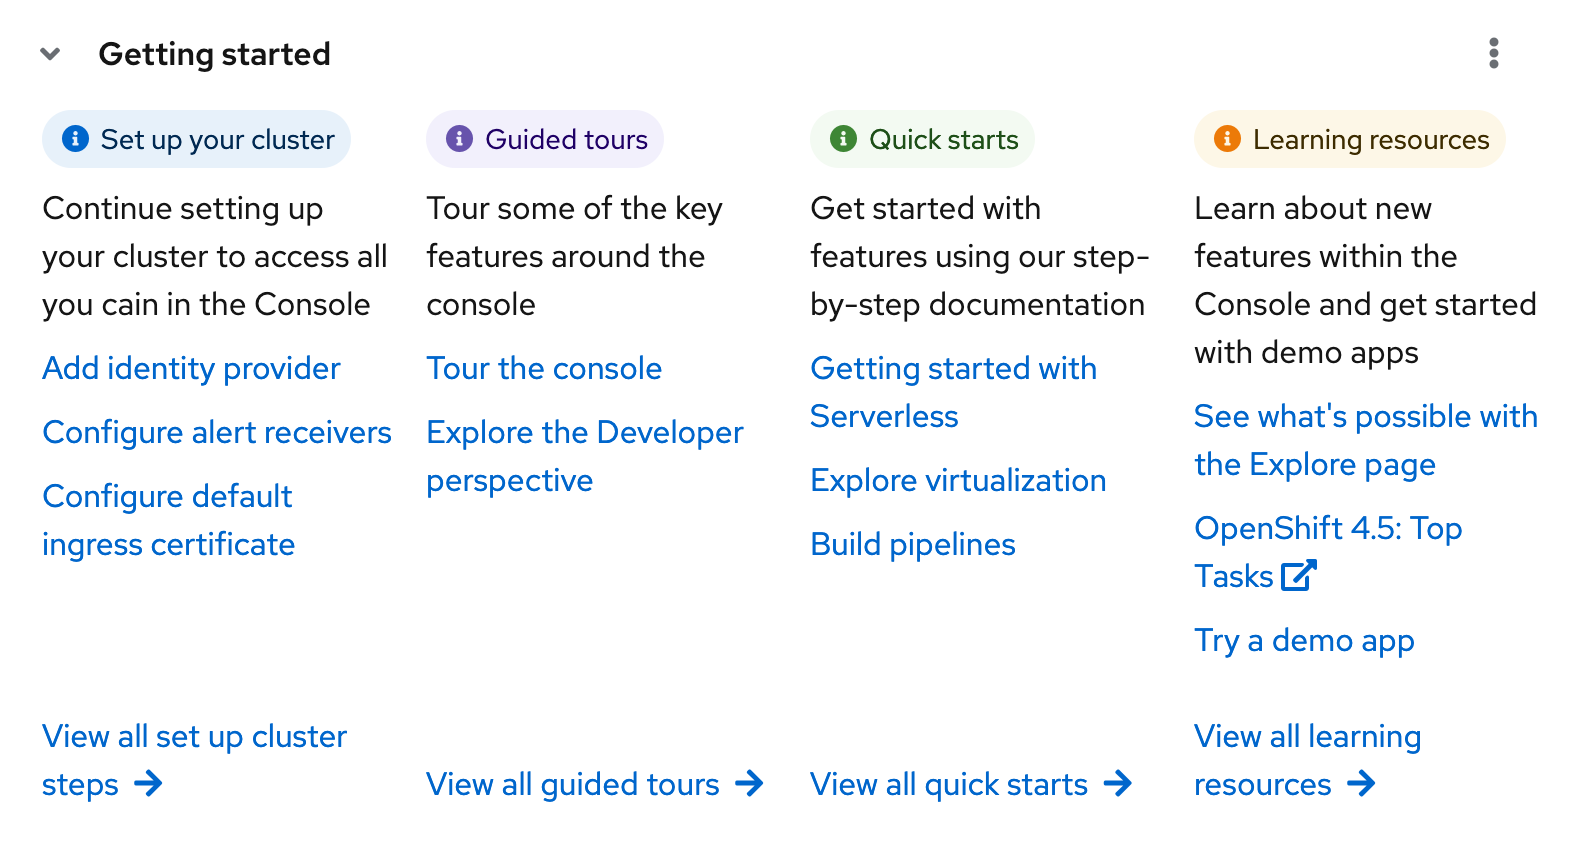 Getting started
Set up your cluster
Continue setting up
your cluster to access all
you cain in the Console
Add identity provider
Configure alert receivers
Configure default
ingress certificate
View all set up cluster
steps
Guided tours
Tour some of the key
features around the
console
Tour the console
Explore the Developer
perspective
View all guided tours
Quick starts
Get started with
features using our step-
by-step documentation
Getting started with
Serverless
Explore virtualization
Build pipelines
View all quick starts
Learning resources
Learn about new
features within the
Console and get started
with demo apps
See what's possible with
the Explore page
OpenShift 4.5: Top
Tasks
Try a demo app
View all learning
resources